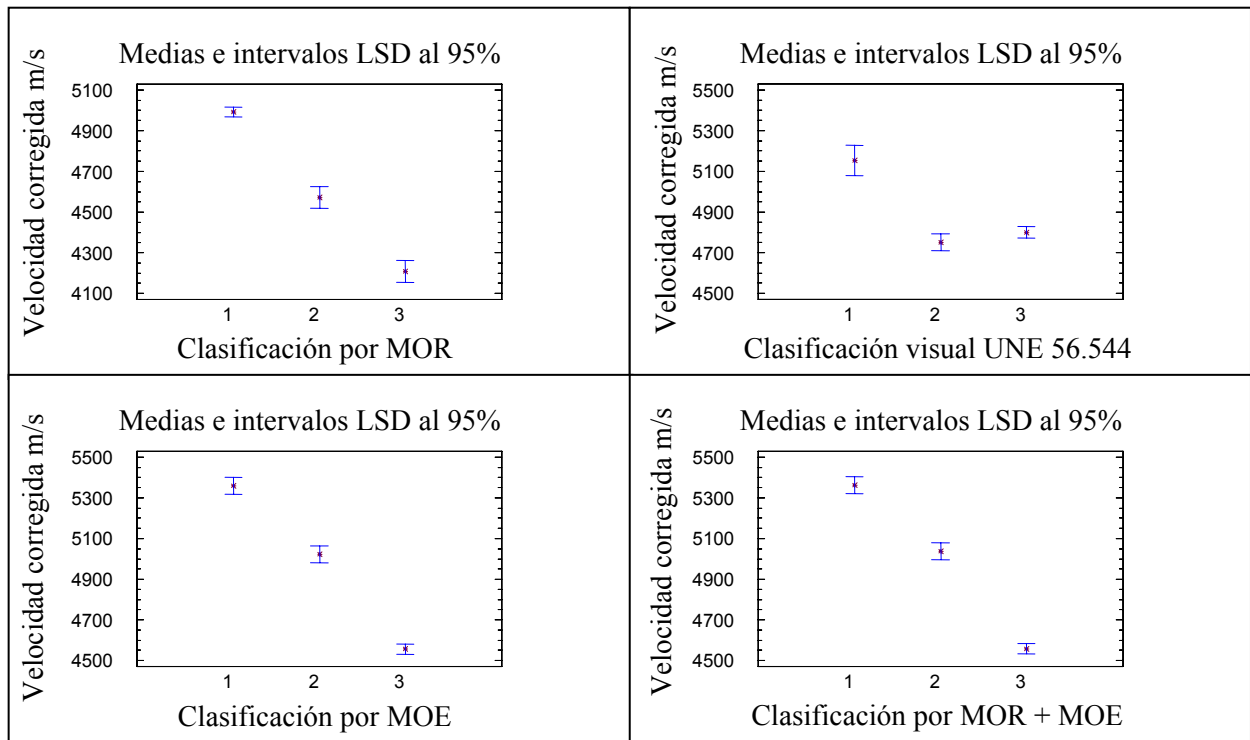 Medias e intervalos LSD al 95%
Velocidad corregida m/s
5100
4900
4700
4500
4300
4100
1 2 3
Clasificación por MOR
Medias e intervalos LSD al 95%
Velocidad corregida m/s
5500
5300
5100
4900
4700
4500
1 2 3
Clasificación visual UNE 56.544
Medias e intervalos LSD al 95%
Velocidad corregida m/s
5500
5300
5100
4900
4700
4500
1 2 3
Clasificación por MOE
Medias e intervalos LSD al 95%
Velocidad corregida m/s
5500
5300
5100
4900
4700
4500
1 2 3
Clasificación por MOR + MOE